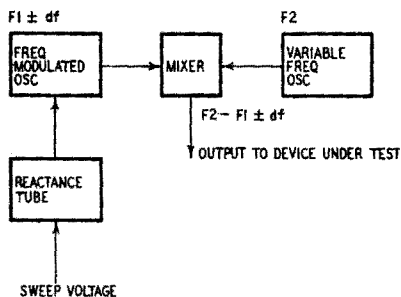 F1 ± df
F2
FREQ
MODULATED
OSC
MIXER
VARIABLE
FREQ
OSC
F2 - F1 ± df
OUTPUT TO DEVICE UNDER TEST
REACTANCE
TUBE
SWEEP VOLTAGE